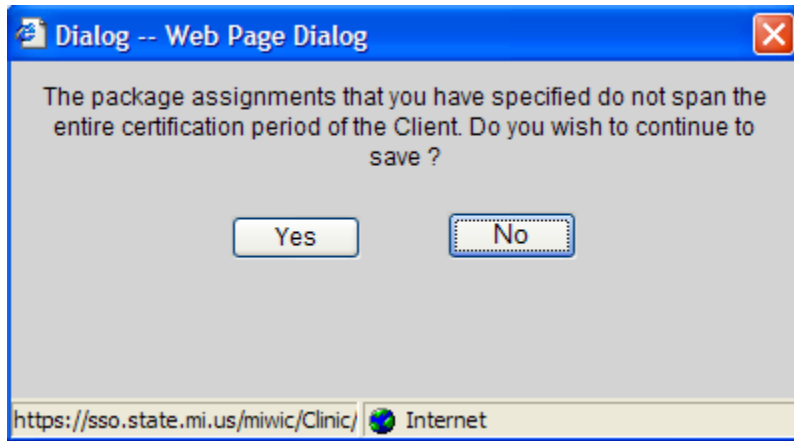 Dialog -- Web Page Dialog
The package assignments that you have specified do not span the
entire certification period of the Client. Do you wish to continue to
save ?
Yes No
https://sso.state.mi.us/miwic/Clinic/ Internet